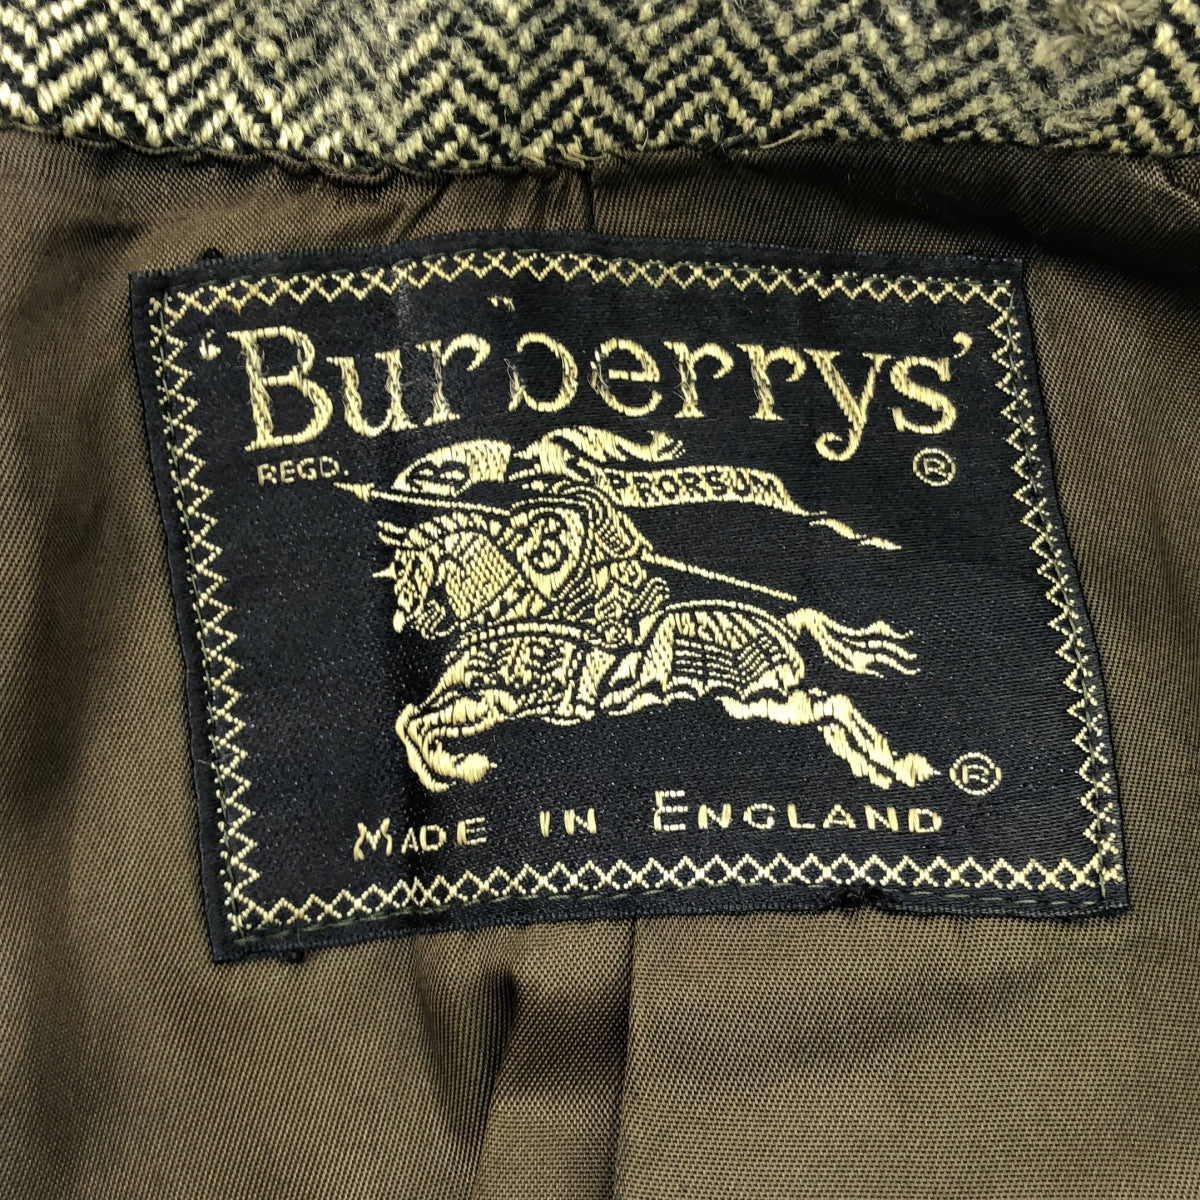 'Burberrys'
REGD. ®
PRORSUM
B
®
MADE IN ENGLAND